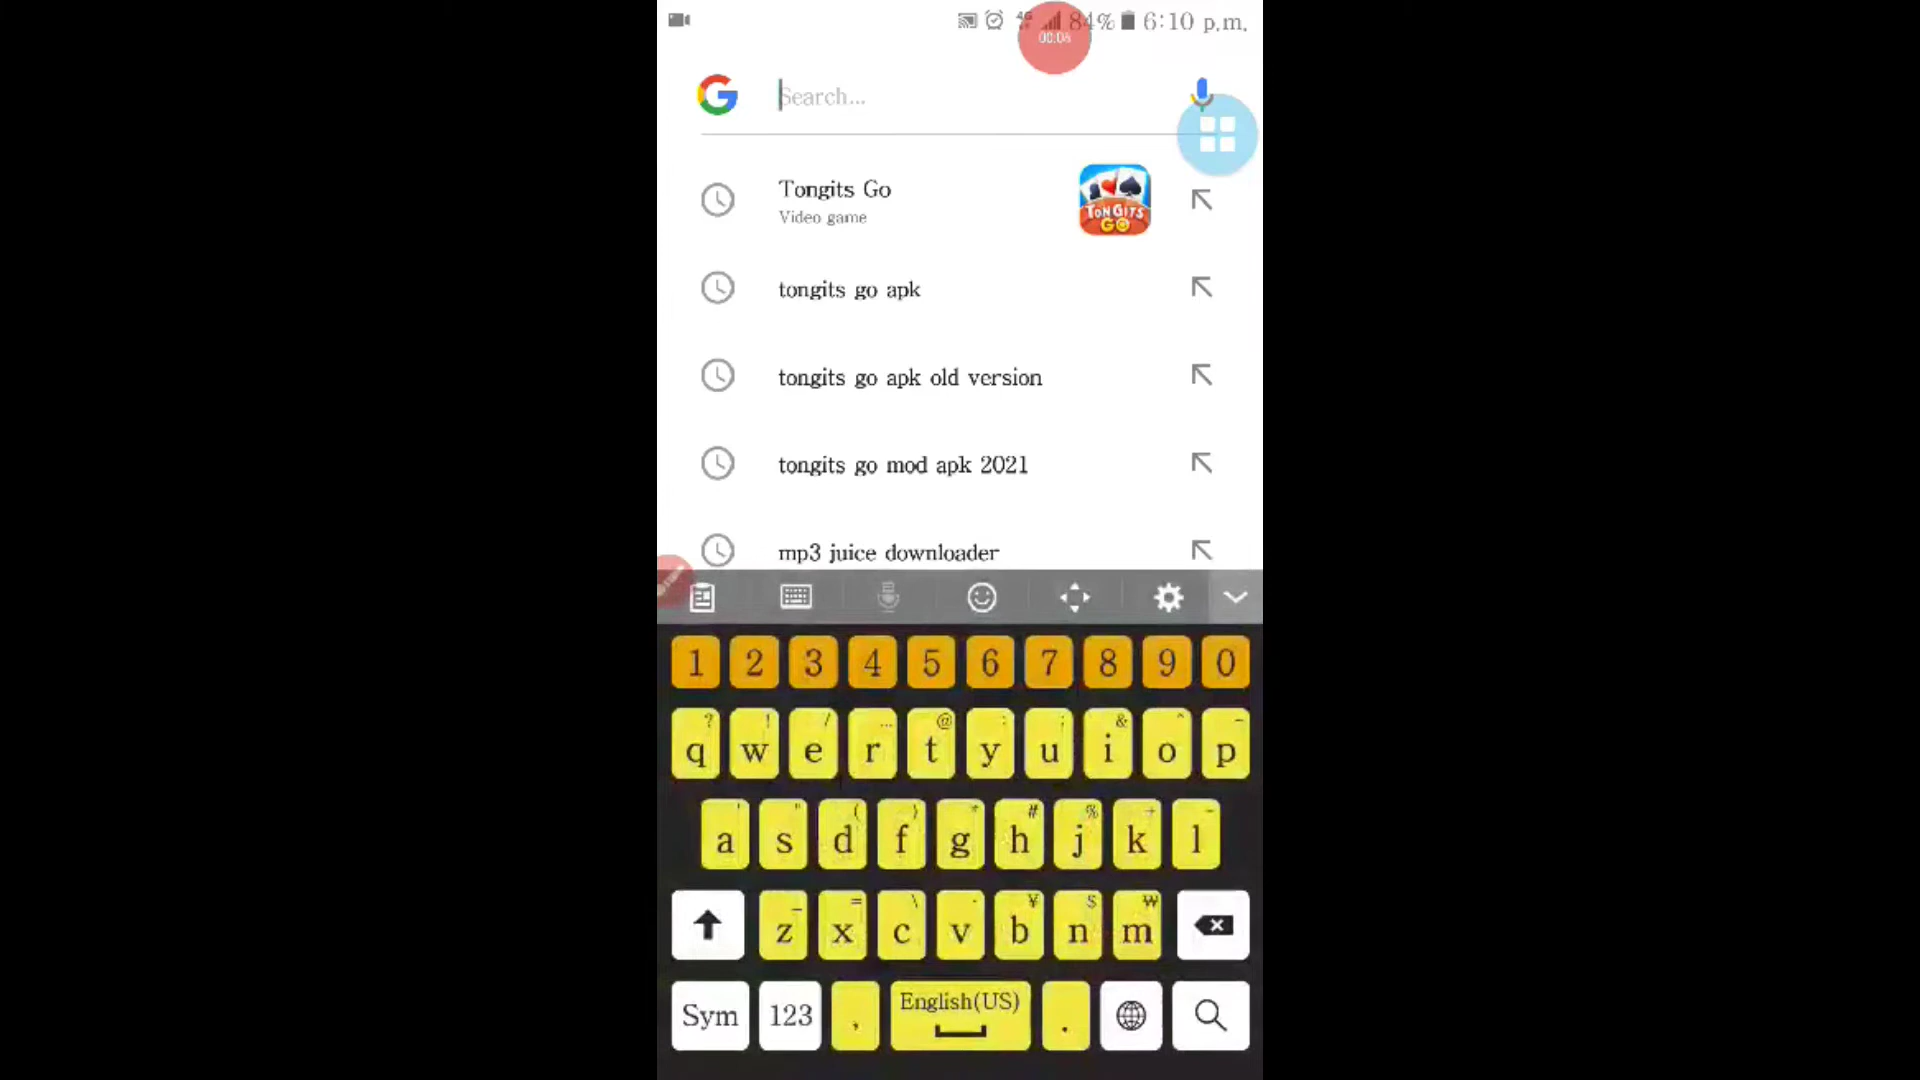 84% 6:10 p.m.
00:08
Search...
Tongits Go
Video game
TONGITS
GO
tongits go apk
tongits go apk old version
tongits go mod apk 2021
mp3 juice downloader
1 2 3 4 5 6 7 8 9 0
q w e r t y u i o p
a s d f g h j k l
z x c v b n m
Sym 123 , English(US) .